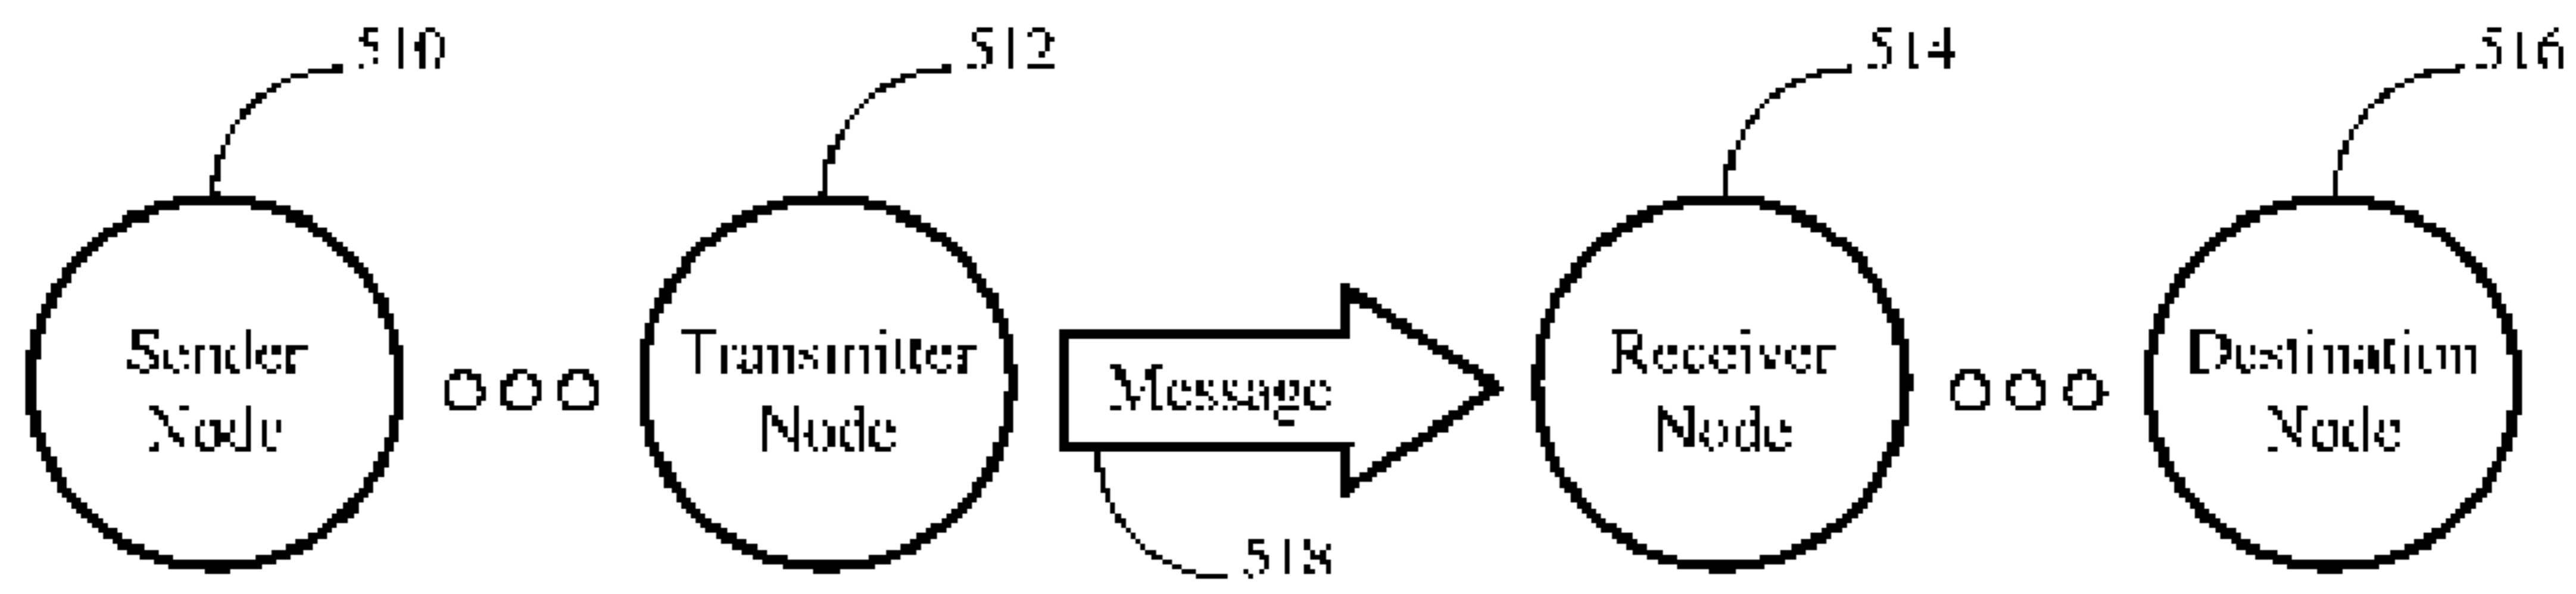 510
512
514
516
Sender
Node
Transmitter
Node
Message
Receiver
Node
Destination
Node
518